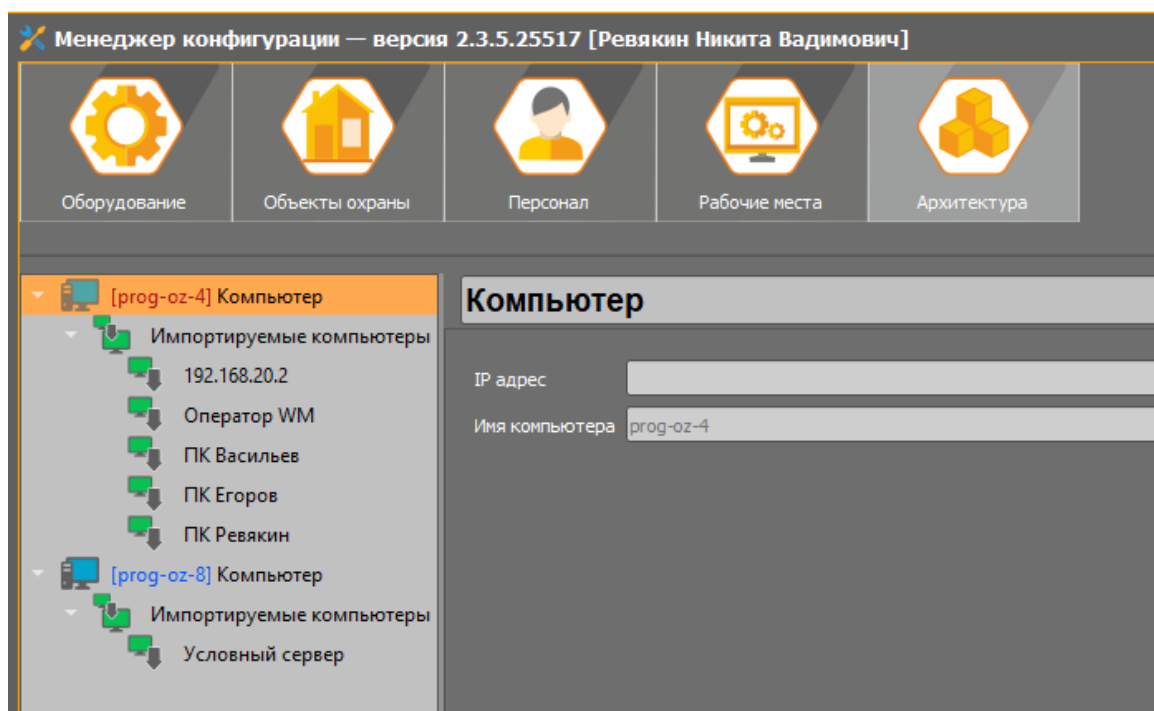 Менеджер конфигурации — версия 2.3.5.25517 [Ревякин Никита Вадимович]
Оборудование
Объекты охраны
Персонал
Рабочие места
Архитектура
[prog-oz-4] Компьютер
Импортируемые компьютеры
192.168.20.2
Оператор WM
ПК Васильев
ПК Егоров
ПК Ревякин
[prog-oz-8] Компьютер
Импортируемые компьютеры
Условный сервер
Компьютер
IP адрес
Имя компьютера prog-oz-4